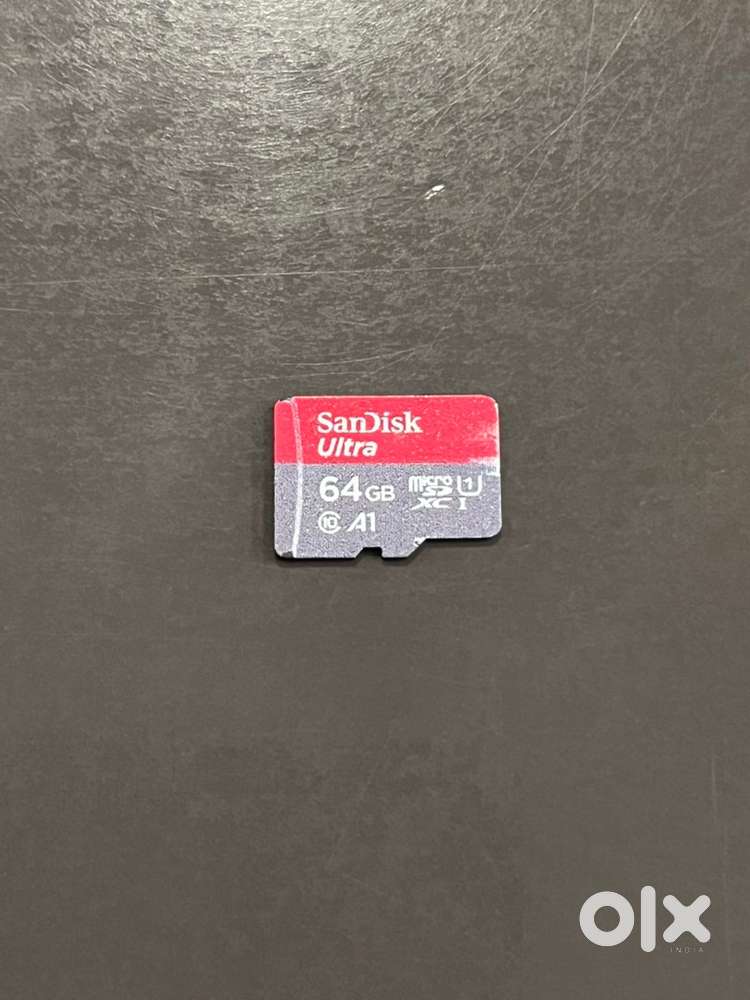 SanDisk
Ultra
64GB micro SD XC I U1
10 A1
olx
INDIA